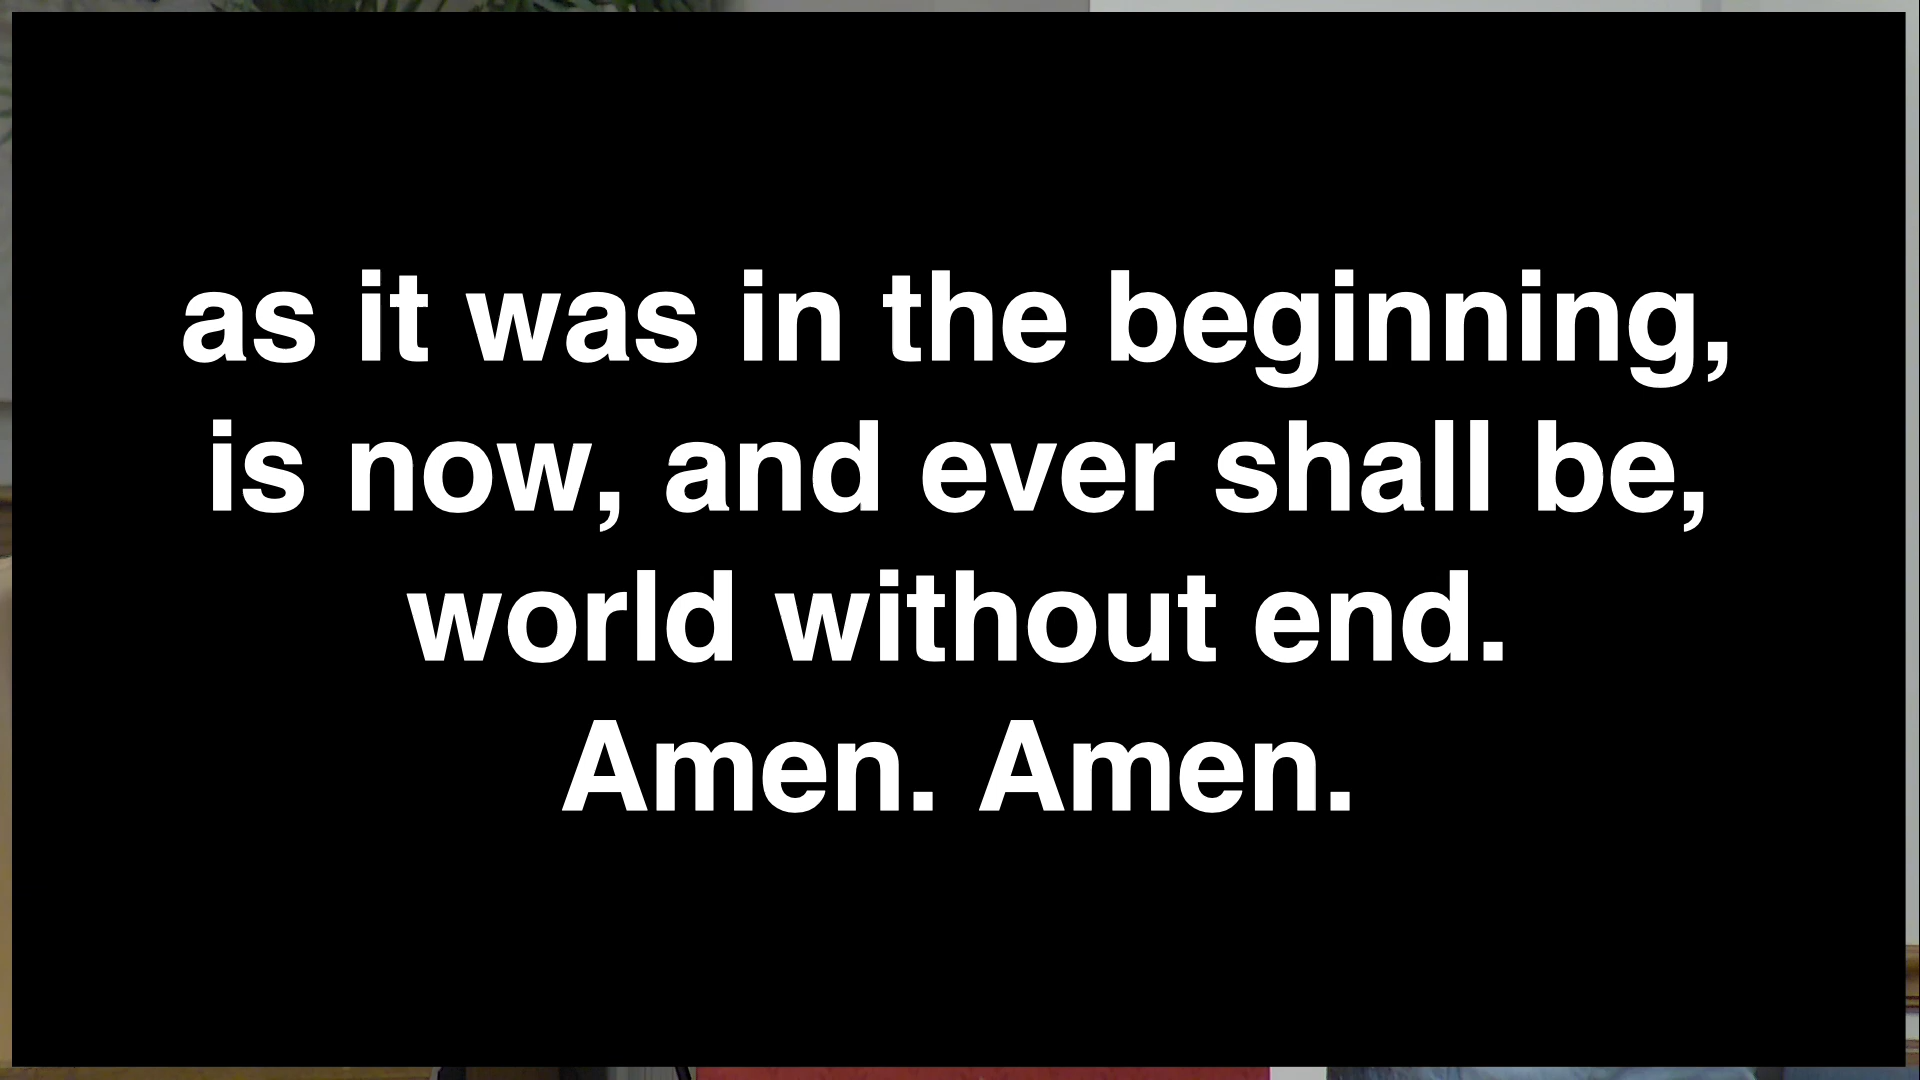 as it was in the beginning,
is now, and ever shall be,
world without end.
Amen. Amen.